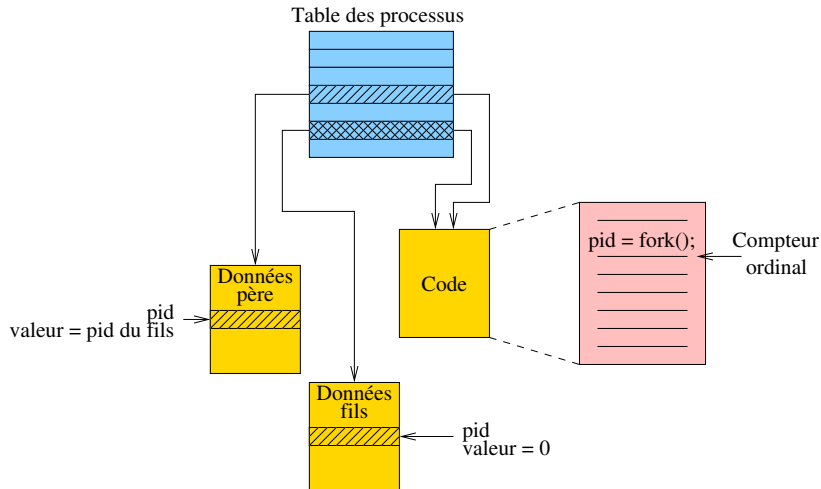 Table des processus
pid = fork();
Compteur
ordinal
Code
Données
père
pid
valeur = pid du fils
Données
fils
pid
valeur = 0